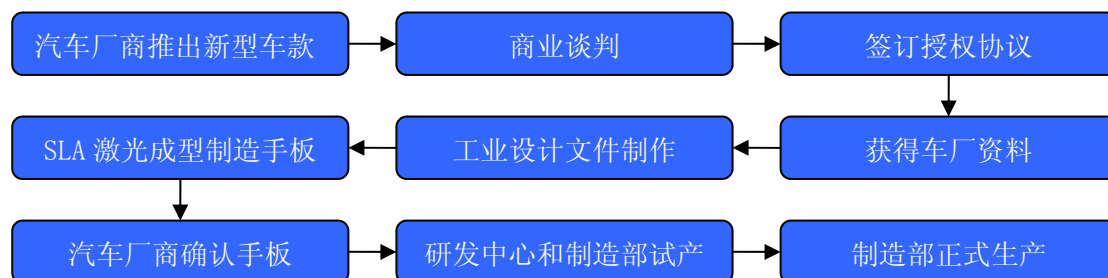 汽车厂商推出新型车款
商业谈判
签订授权协议
获得车厂资料
工业设计文件制作
SLA 激光成型制造手板
汽车厂商确认手板
研发中心和制造部试产
制造部正式生产